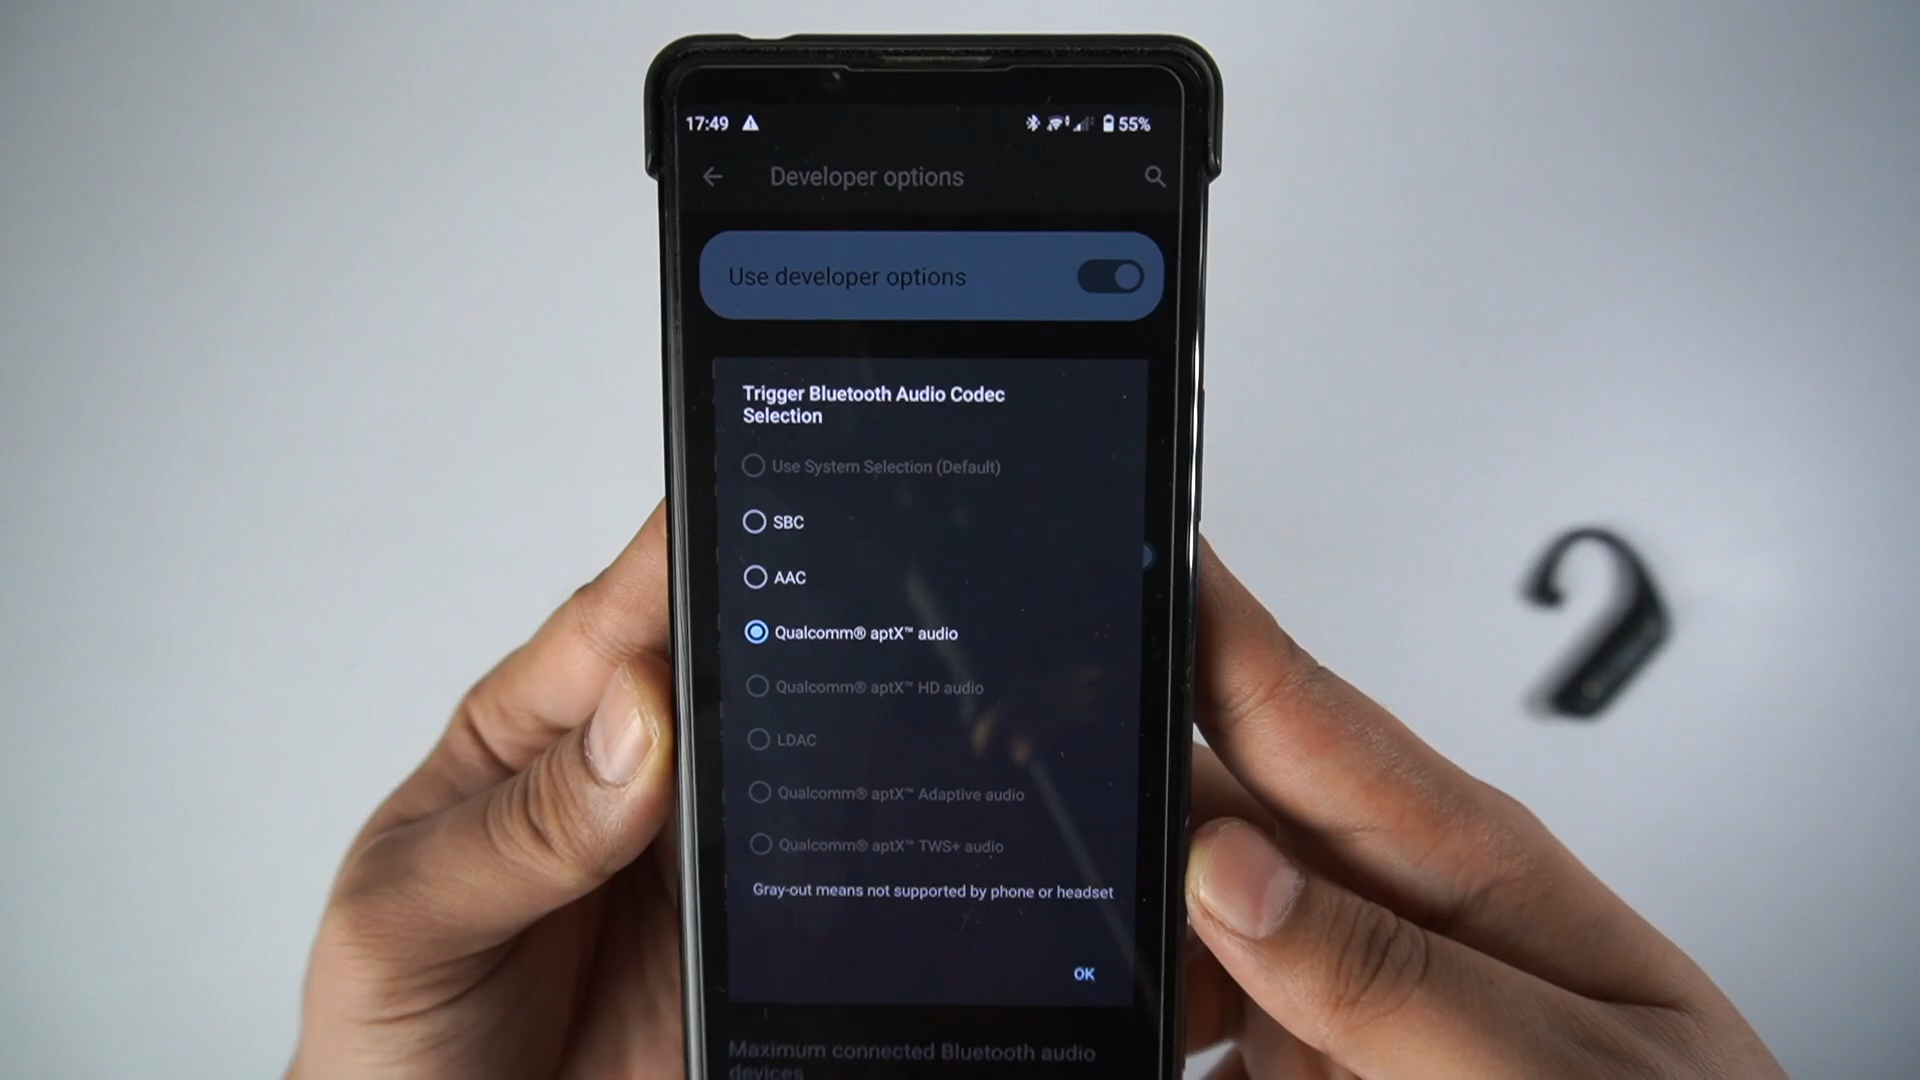 17:49
55%
Developer options
Use developer options
Trigger Bluetooth Audio Codec
Selection
Use System Selection (Default)
SBC
AAC
Qualcomm® aptX™ audio
Qualcomm® aptX™ HD audio
LDAC
Qualcomm® aptX™ Adaptive audio
Qualcomm® aptX™ TWS+ audio
Gray-out means not supported by phone or headset
OK
Maximum connected Bluetooth audio
devices